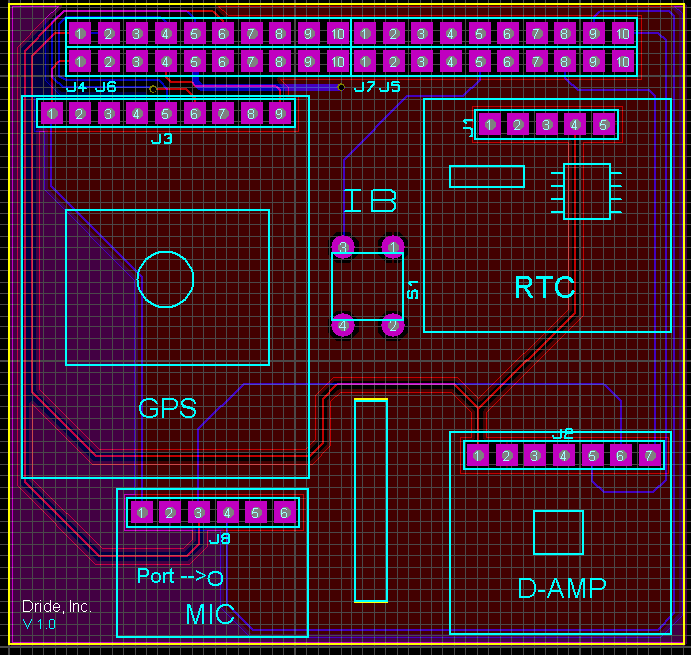 1 2 3 4 5 6 7 8 9 10 1 2 3 4 5 6 7 8 9 10
1 2 3 4 5 6 7 8 9 10 1 2 3 4 5 6 7 8 9 10
J4 J6 J7 J5
1 2 3 4 5 6 7 8 9
J3
J1
1 2 3 4 5
IB
3 1
S1
4 2
RTC
GPS
J2
1 2 3 4 5 6 7
1 2 3 4 5 6
J8
Port -->O
MIC
D-AMP
Dride, Inc.
V 1.0